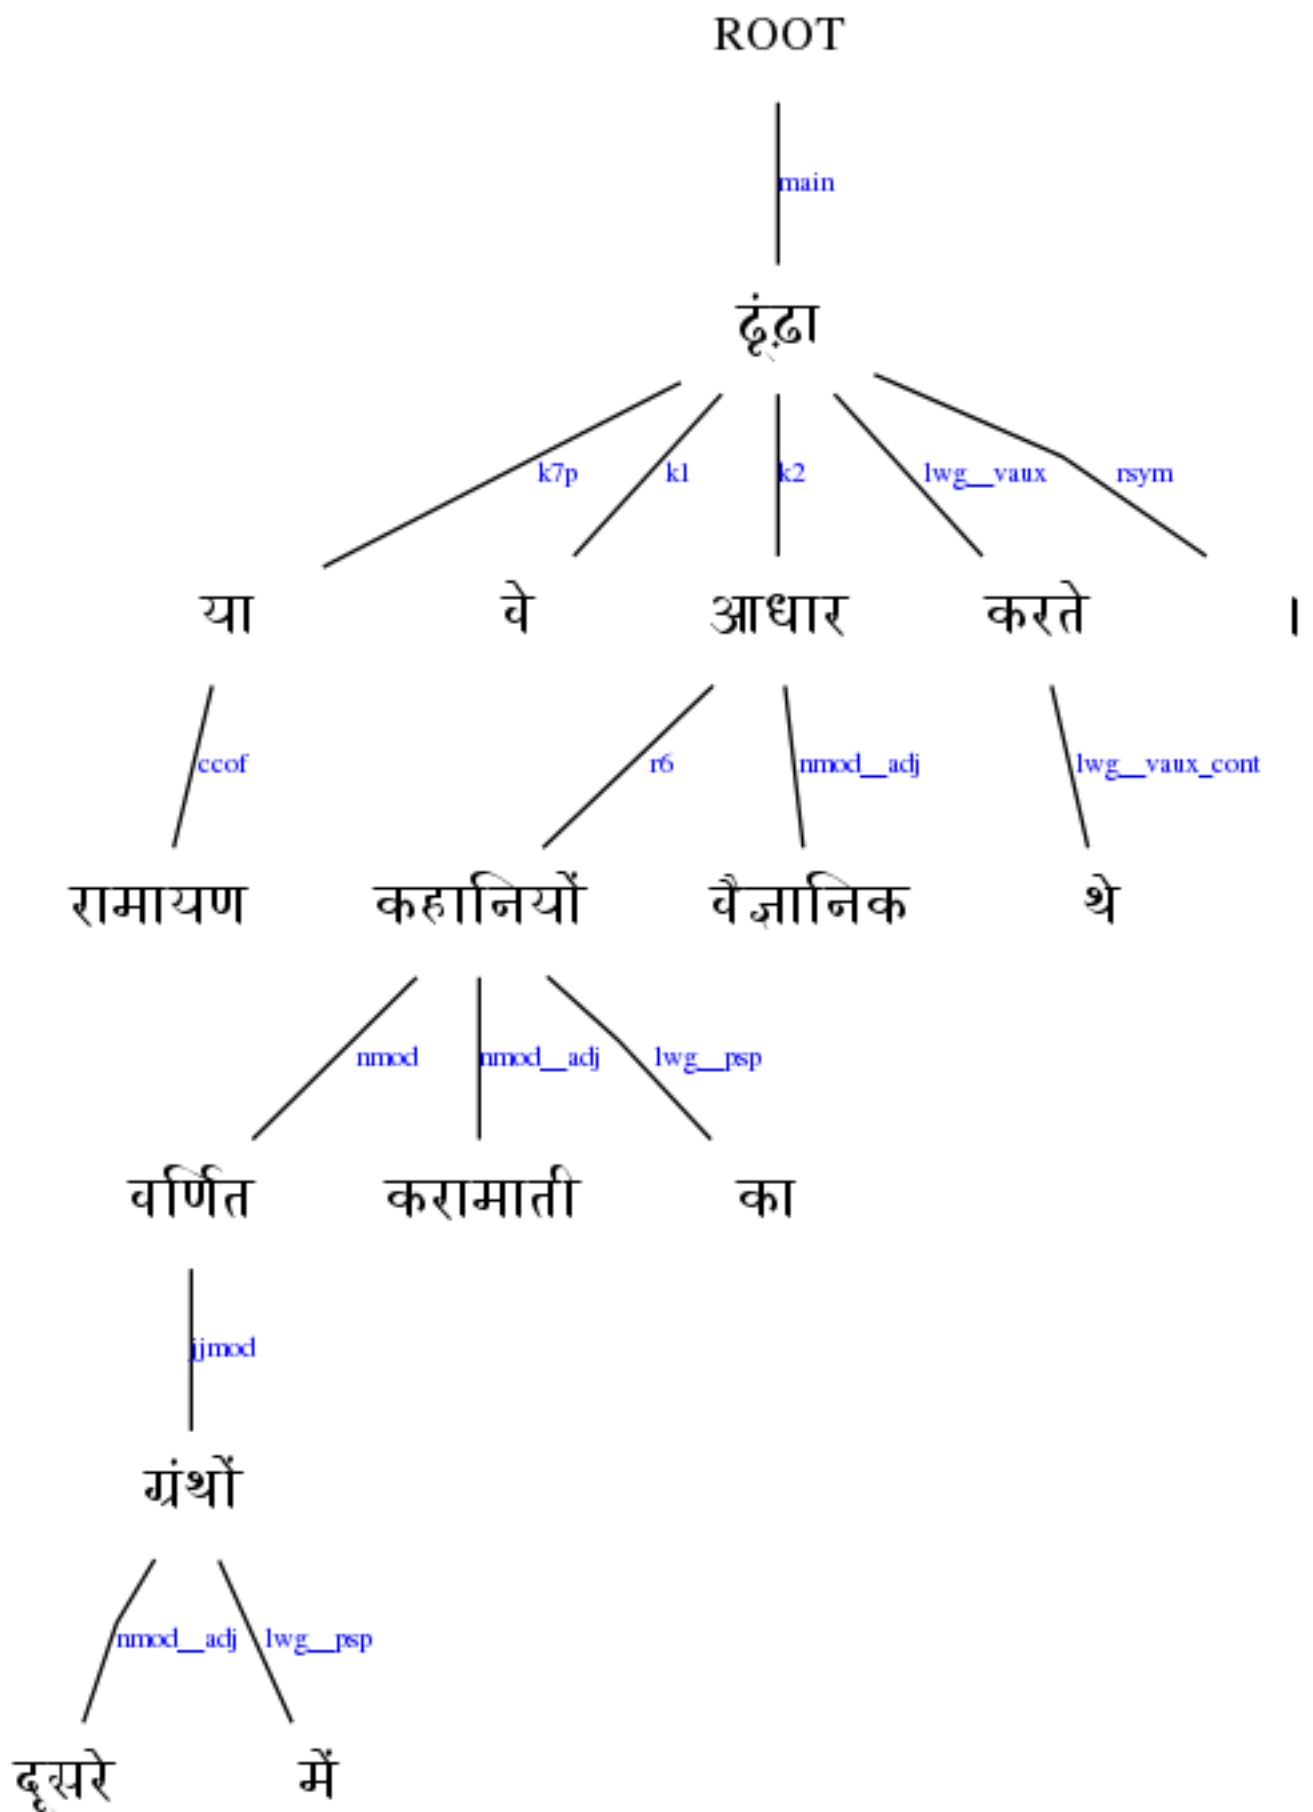 ROOT
main
ढूंढ़ा
k7p k1 k2 lwg__vaux rsym
या वे आधार करते ।
ccof r6 nmod__adj lwg__vaux_cont
रामायण कहानियों वैज्ञानिक थे
nmod nmod__adj lwg__psp
वर्णित करामाती का
jjmod
ग्रंथों
nmod__adj lwg__psp
दूसरे में